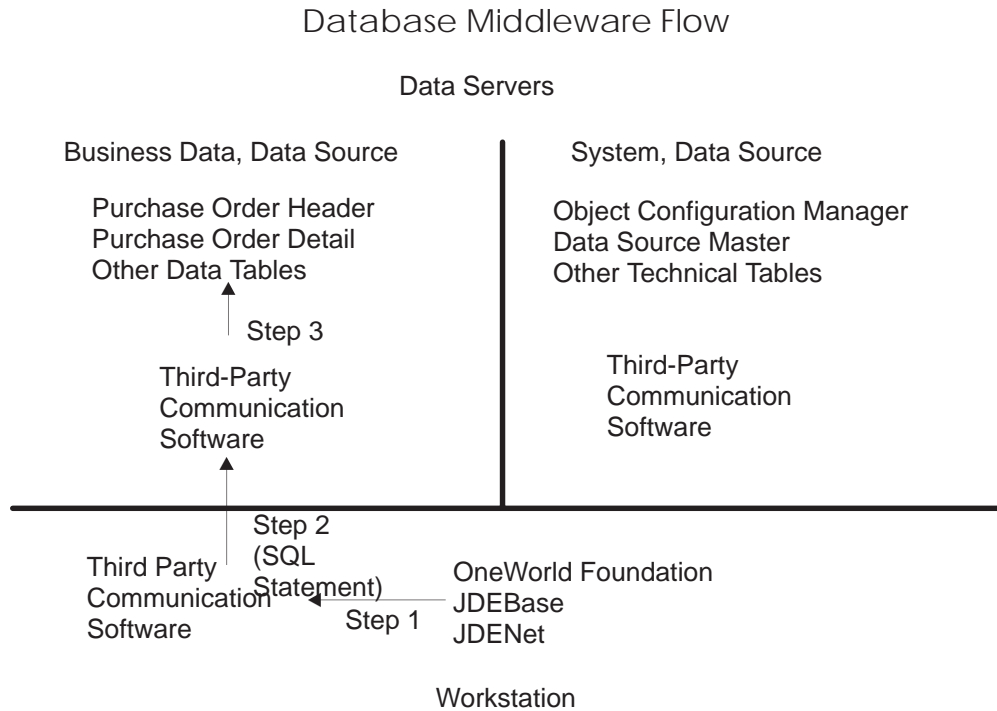 Database Middleware Flow
Data Servers
Business Data, Data Source
Purchase Order Header
Purchase Order Detail
Other Data Tables
Step 3
Third-Party
Communication
Software
System, Data Source
Object Configuration Manager
Data Source Master
Other Technical Tables
Third-Party
Communication
Software
Step 2
(SQL
Statement)
Third Party
Communication
Software
Step 1
OneWorld Foundation
JDEBase
JDENet
Workstation